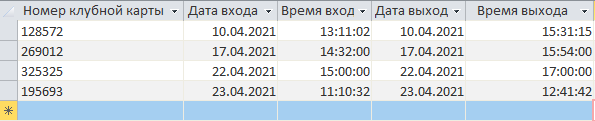 Номер клубной карты Дата входа Время вход Дата выход Время выхода
128572 10.04.2021 13:11:02 10.04.2021 15:31:15
269012 17.04.2021 14:32:00 17.04.2021 15:54:00
325325 22.04.2021 15:00:00 22.04.2021 17:00:00
195693 23.04.2021 11:10:32 23.04.2021 12:41:42